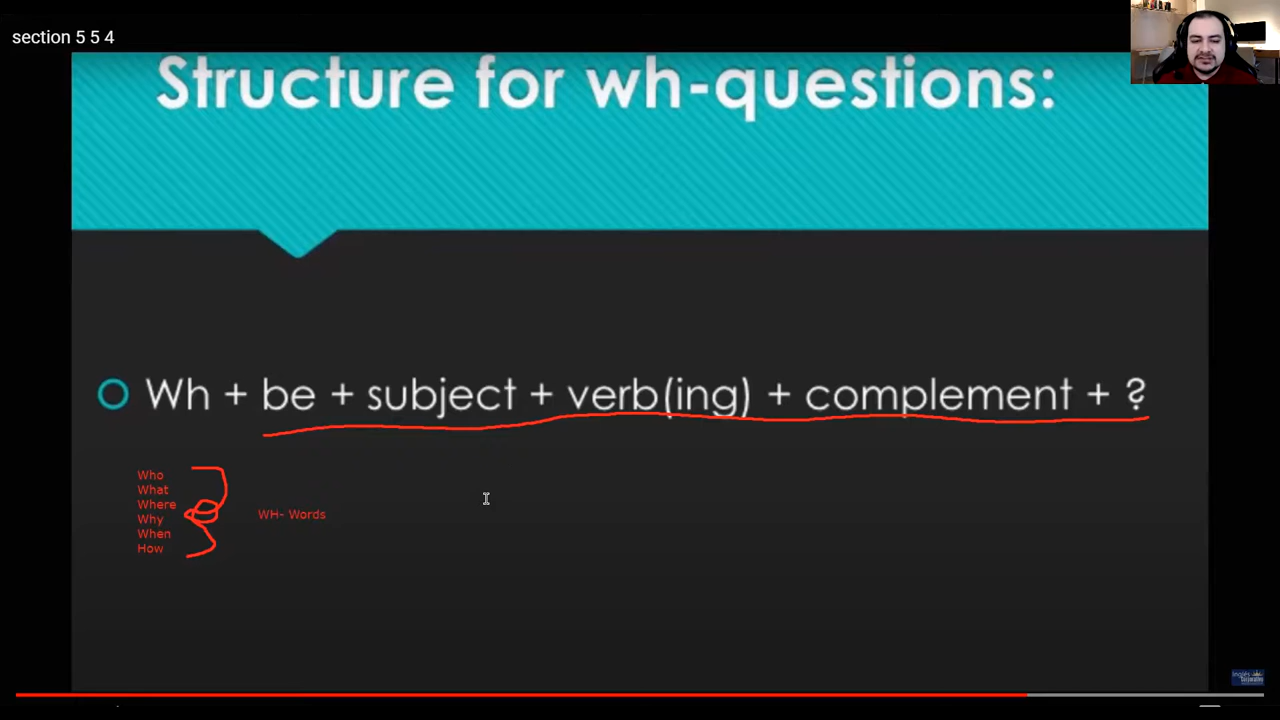 section 5 5 4
Structure for wh-questions:
Wh + be + subject + verb(ing) + complement + ?
Who
What
Where
Why
When
How
WH- Words